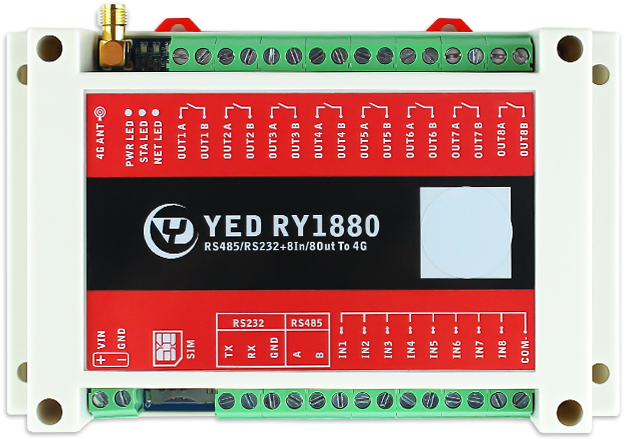 4G ANT
PWR LED
STA LED
NET LED
OUT1A
OUT1B
OUT2A
OUT2B
OUT3A
OUT3B
OUT4A
OUT4B
OUT5A
OUT5B
OUT6A
OUT6B
OUT7A
OUT7B
OUT8A
OUT8B
YED RY1880
RS485/RS232+8In/8Out To 4G
VIN
GND
SIM
RS232 RS485
TX
RX
GND
A
B
IN1
IN2
IN3
IN4
IN5
IN6
IN7
IN8
COM-